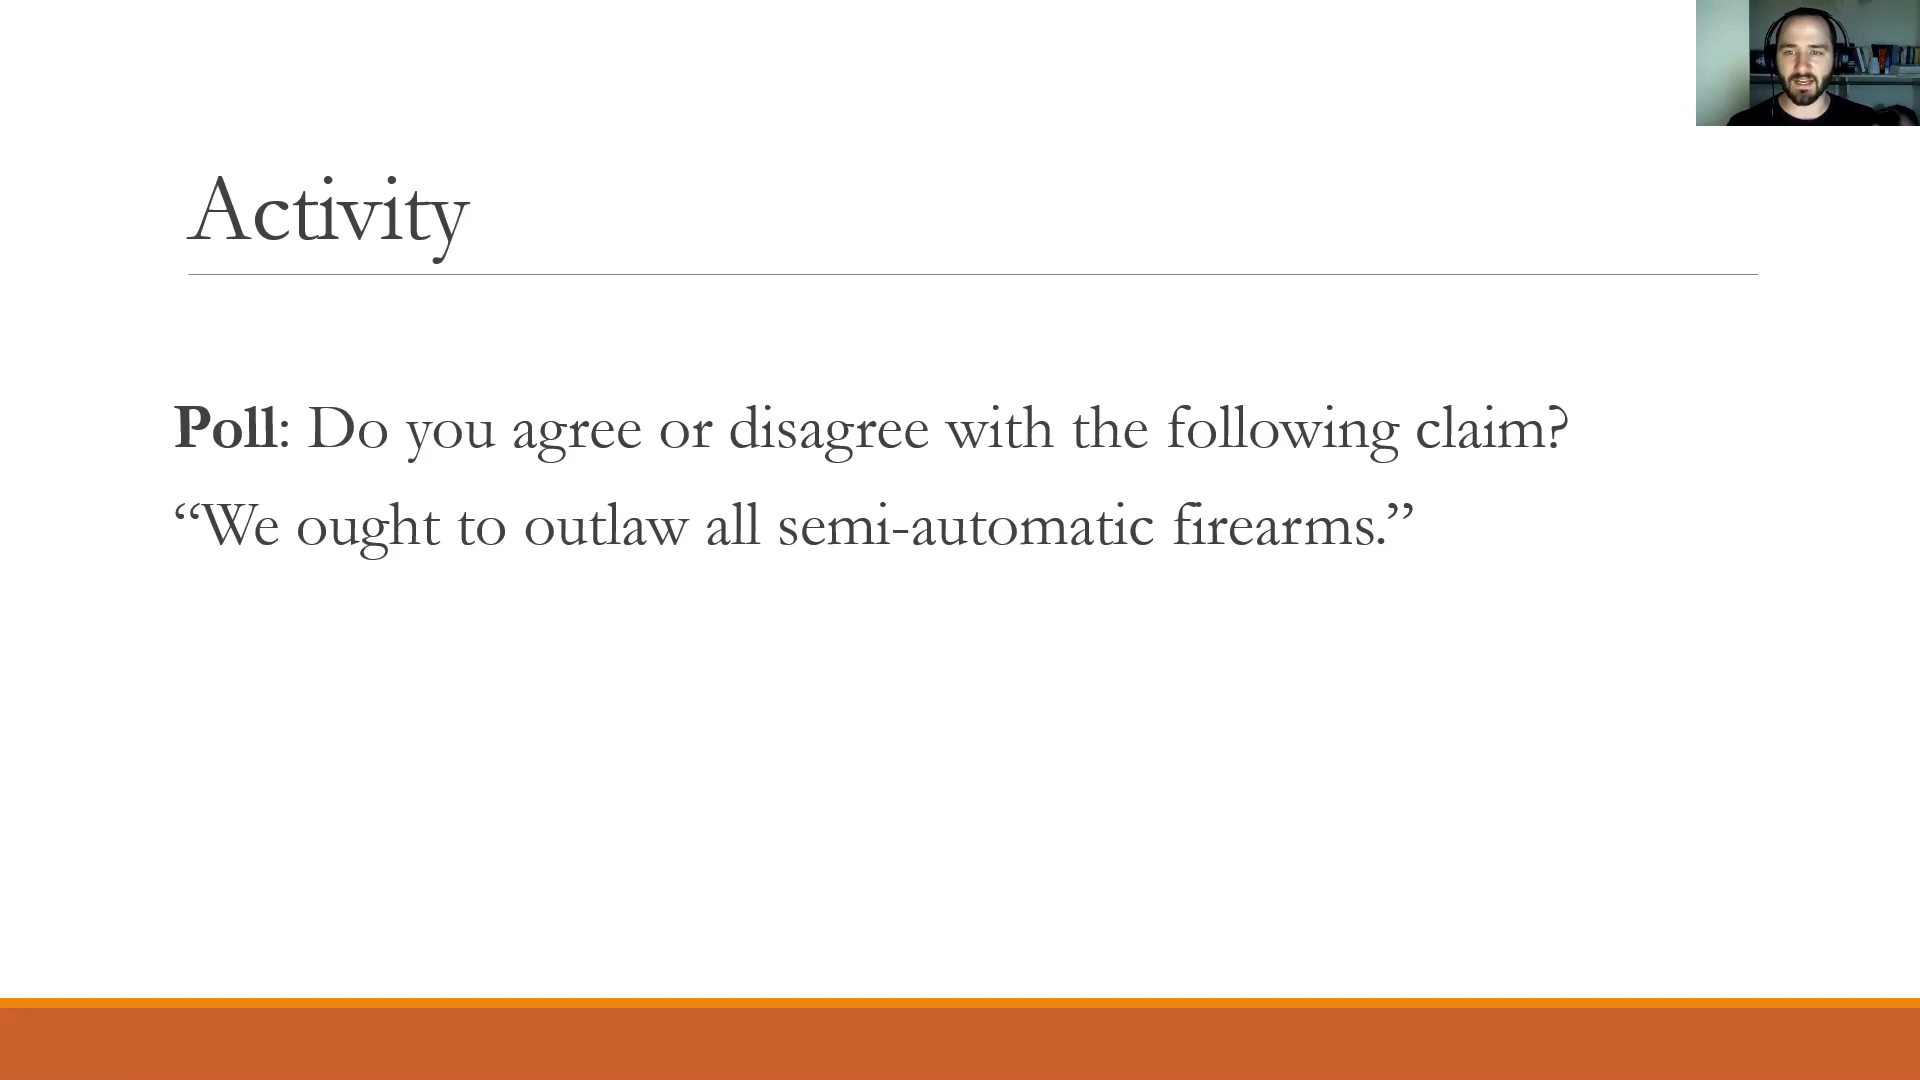 Activity
Poll: Do you agree or disagree with the following claim?
“We ought to outlaw all semi-automatic firearms.”